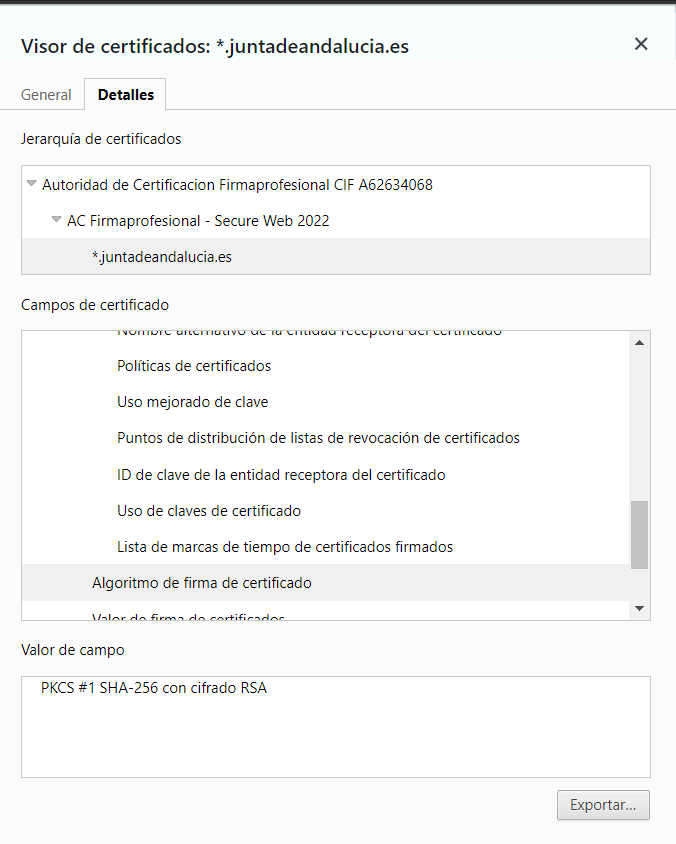 Visor de certificados: *.juntadeandalucia.es
General
Detalles
Jerarquía de certificados
Autoridad de Certificacion Firmaprofesional CIF A62634068
AC Firmaprofesional - Secure Web 2022
*.juntadeandalucia.es
Campos de certificado
Nombre alternativo de la entidad receptora del certificado
Políticas de certificados
Uso mejorado de clave
Puntos de distribución de listas de revocación de certificados
ID de clave de la entidad receptora del certificado
Uso de claves de certificado
Lista de marcas de tiempo de certificados firmados
Algoritmo de firma de certificado
Valor de firma de certificados
Valor de campo
PKCS #1 SHA-256 con cifrado RSA
Exportar...